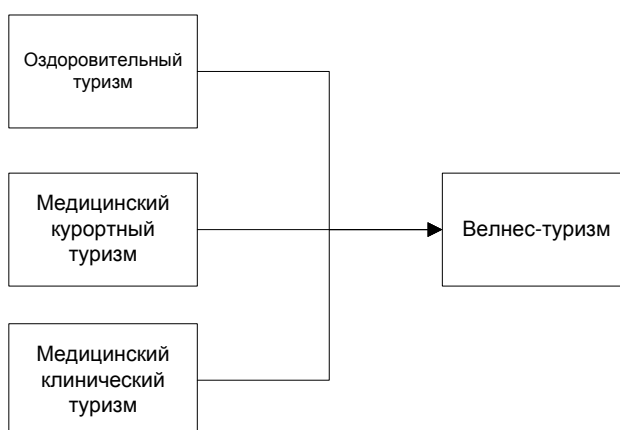 Оздоровительный
туризм
Медицинский
курортный
туризм
Велнес-туризм
Медицинский
клинический
туризм